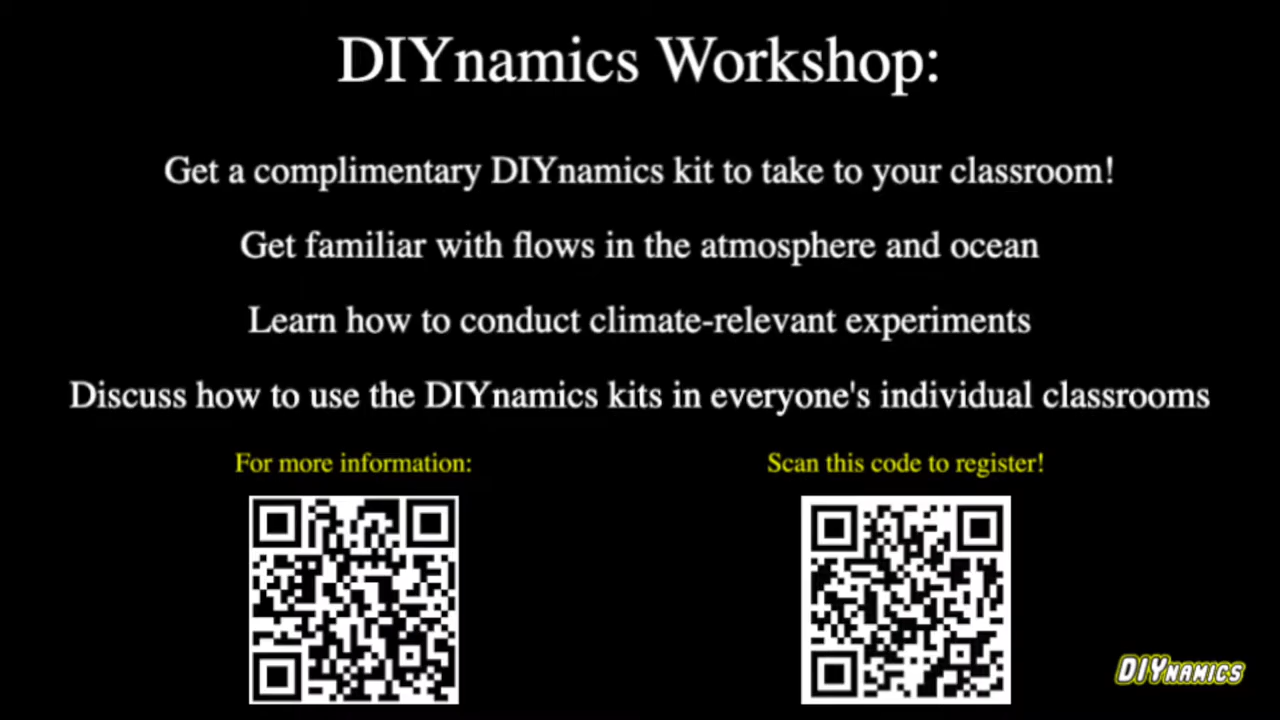 DIYnamics Workshop:
Get a complimentary DIYnamics kit to take to your classroom!
Get familiar with flows in the atmosphere and ocean
Learn how to conduct climate-relevant experiments
Discuss how to use the DIYnamics kits in everyone's individual classrooms
For more information:
Scan this code to register!
DIYNAMICS